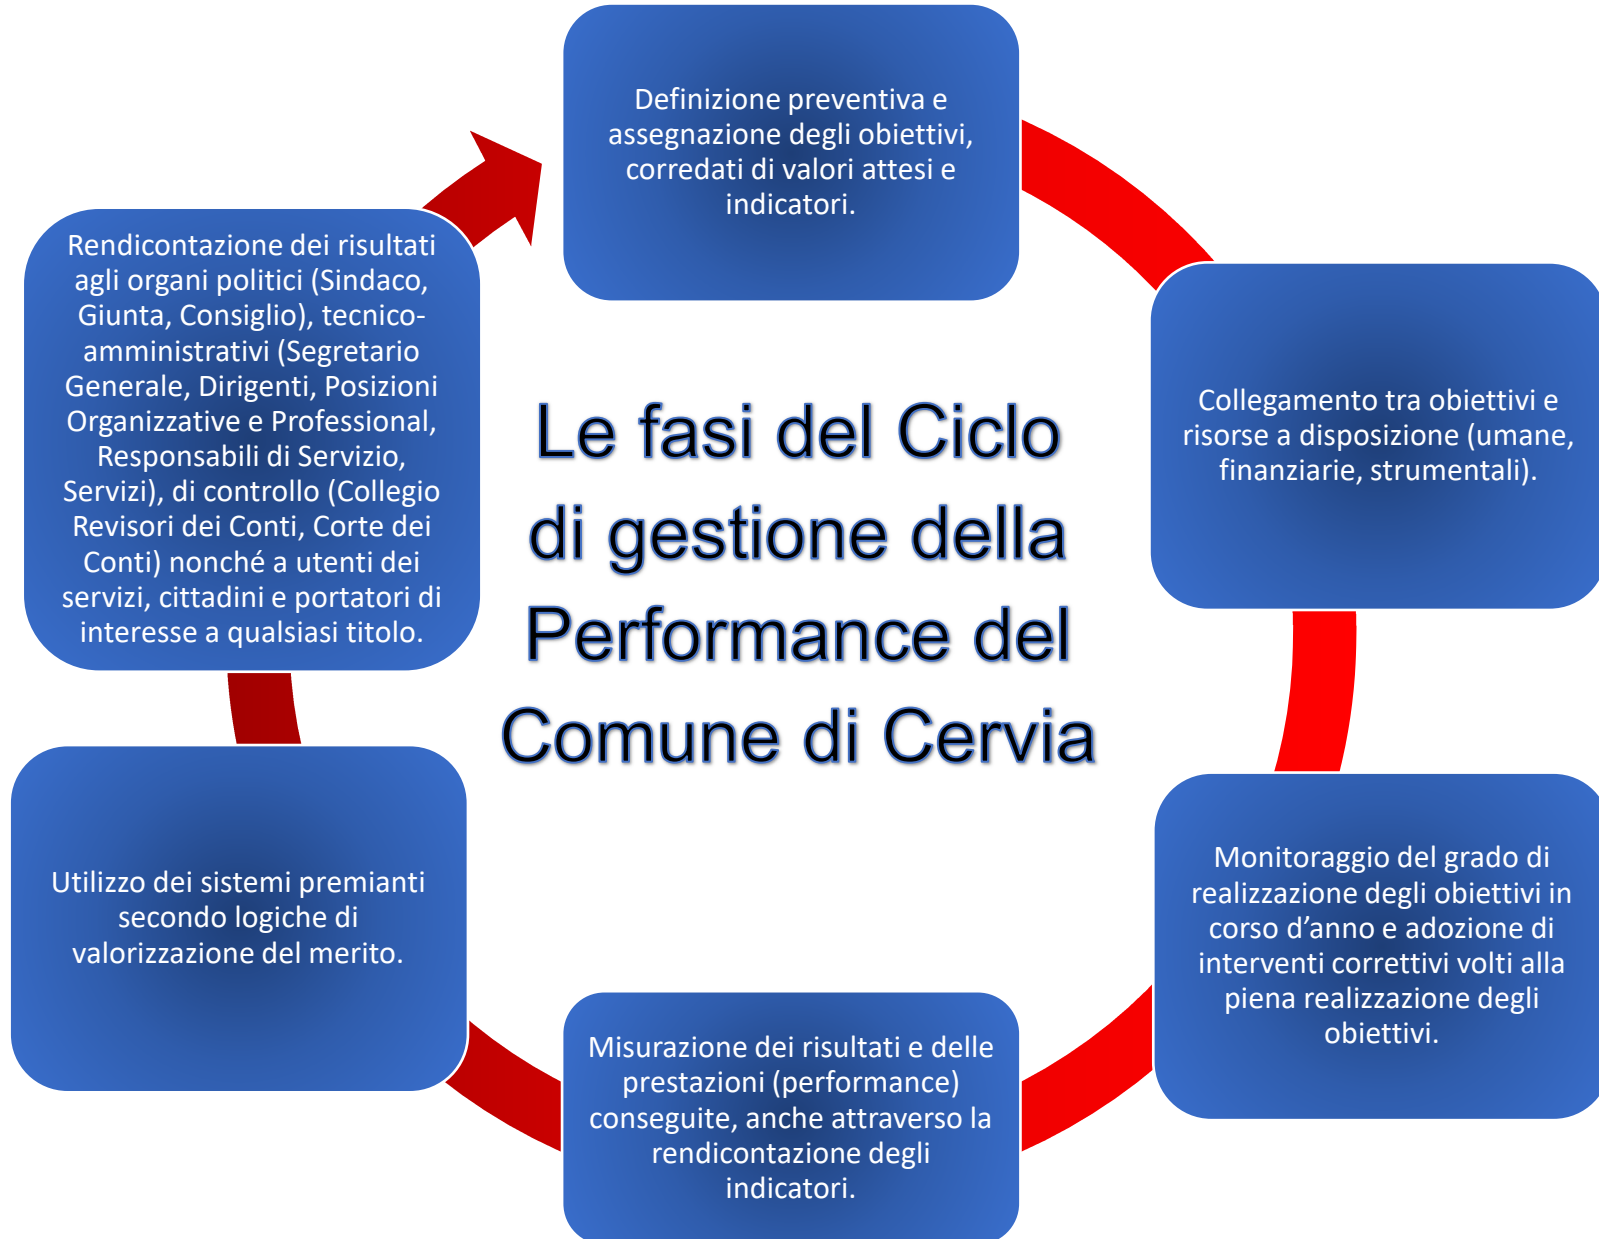 Definizione preventiva e
assegnazione degli obiettivi,
corredati di valori attesi e
indicatori.
Collegamento tra obiettivi e
risorse a disposizione (umane,
finanziarie, strumentali).
Monitoraggio del grado di
realizzazione degli obiettivi in
corso d’anno e adozione di
interventi correttivi volti alla
piena realizzazione degli
obiettivi.
Misurazione dei risultati e delle
prestazioni (performance)
conseguite, anche attraverso la
rendicontazione degli
indicatori.
Utilizzo dei sistemi premianti
secondo logiche di
valorizzazione del merito.
Rendicontazione dei risultati
agli organi politici (Sindaco,
Giunta, Consiglio), tecnico-
amministrativi (Segretario
Generale, Dirigenti, Posizioni
Organizzative e Professional,
Responsabili di Servizio,
Servizi), di controllo (Collegio
Revisori dei Conti, Corte dei
Conti) nonché a utenti dei
servizi, cittadini e portatori di
interesse a qualsiasi titolo.
Le fasi del Ciclo
di gestione della
Performance del
Comune di Cervia